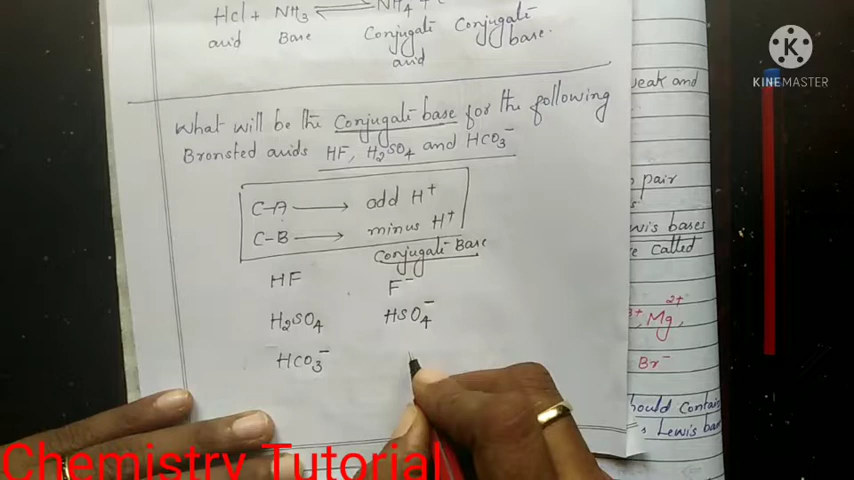 HCl + NH3 ⇌ NH4 +
acid Base Conjugate acid Conjugate base.
What will be the Conjugate base for the following
Bronsted acids HF, H2SO4 and HCO3⁻
C-A ⟶ add H⁺
C-B ⟶ minus H⁺
Conjugate Base
HF F⁻
H2SO4 HSO4⁻
HCO3⁻
weak and
pair
Lewis bases
called
Mg2+,
Br⁻
should contain
Lewis bas
K
KINEMASTER
Chemistry Tutorial